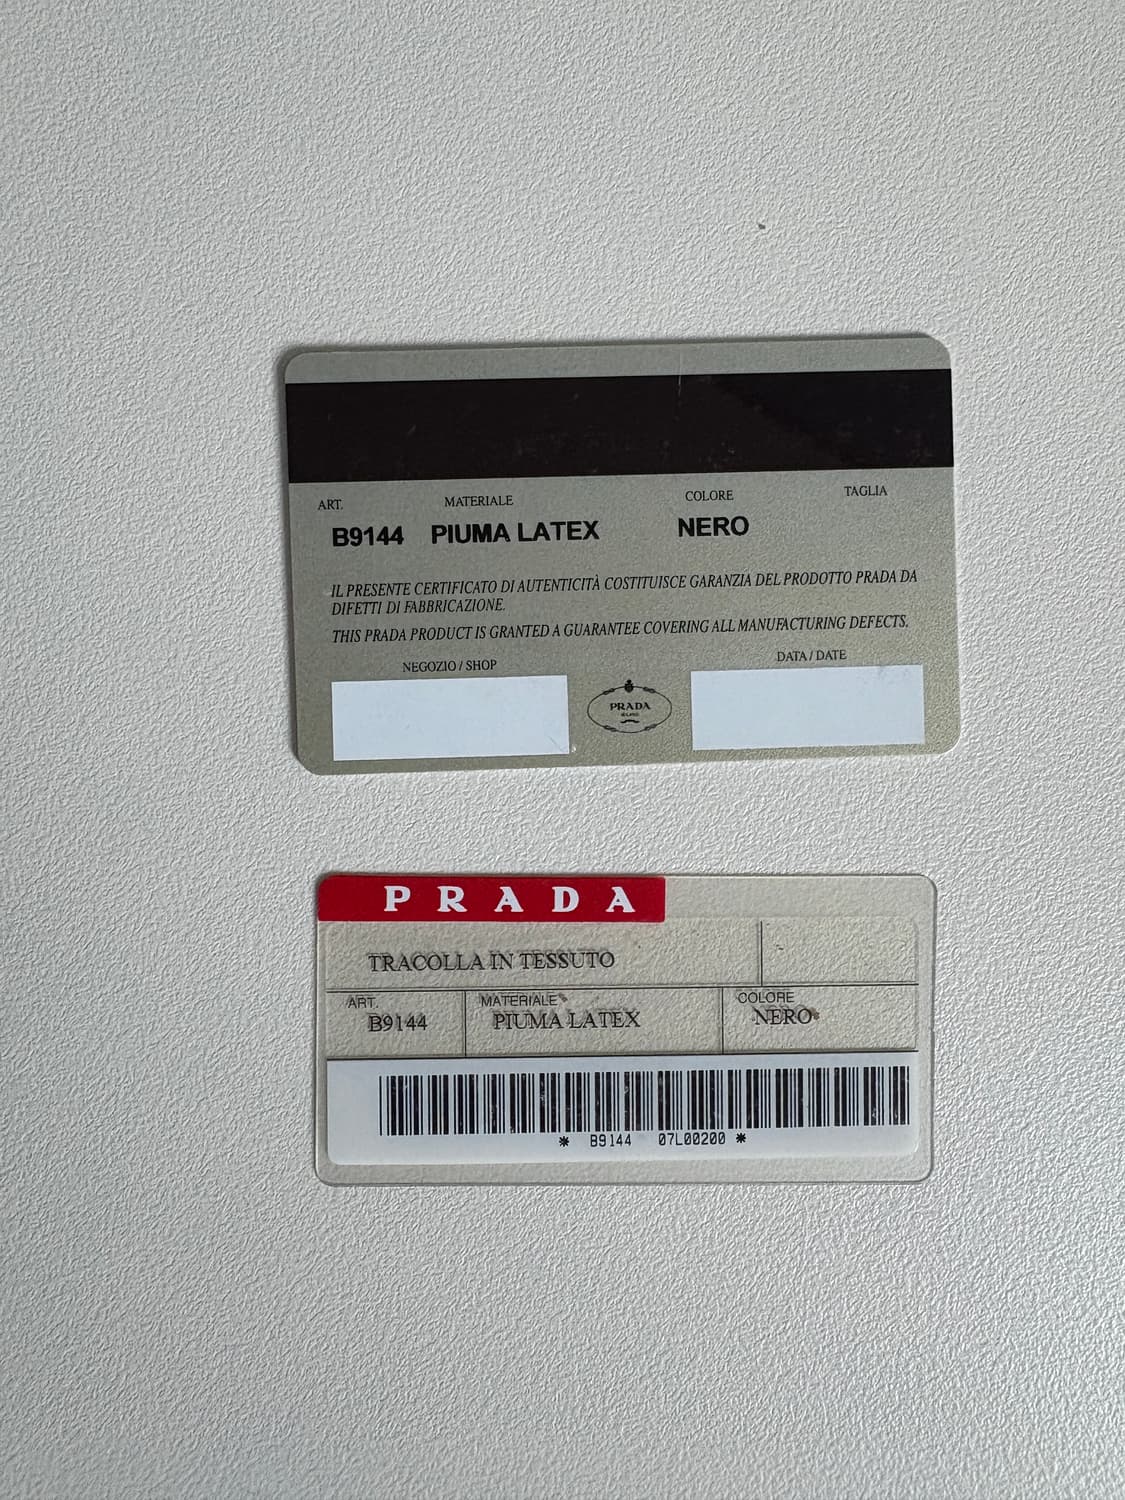 ART. MATERIALE COLORE TAGLIA
B9144 PIUMA LATEX NERO
IL PRESENTE CERTIFICATO DI AUTENTICITÀ COSTITUISCE GARANZIA DEL PRODOTTO PRADA DA
DIFETTI DI FABBRICAZIONE.
THIS PRADA PRODUCT IS GRANTED A GUARANTEE COVERING ALL MANUFACTURING DEFECTS.
NEGOZIO / SHOP DATA / DATE
PRADA
MILANO
PRADA
TRACOLLA IN TESSUTO
ART. MATERIALE COLORE
B9144 PIUMA LATEX NERO
* B9144 07L00200 *